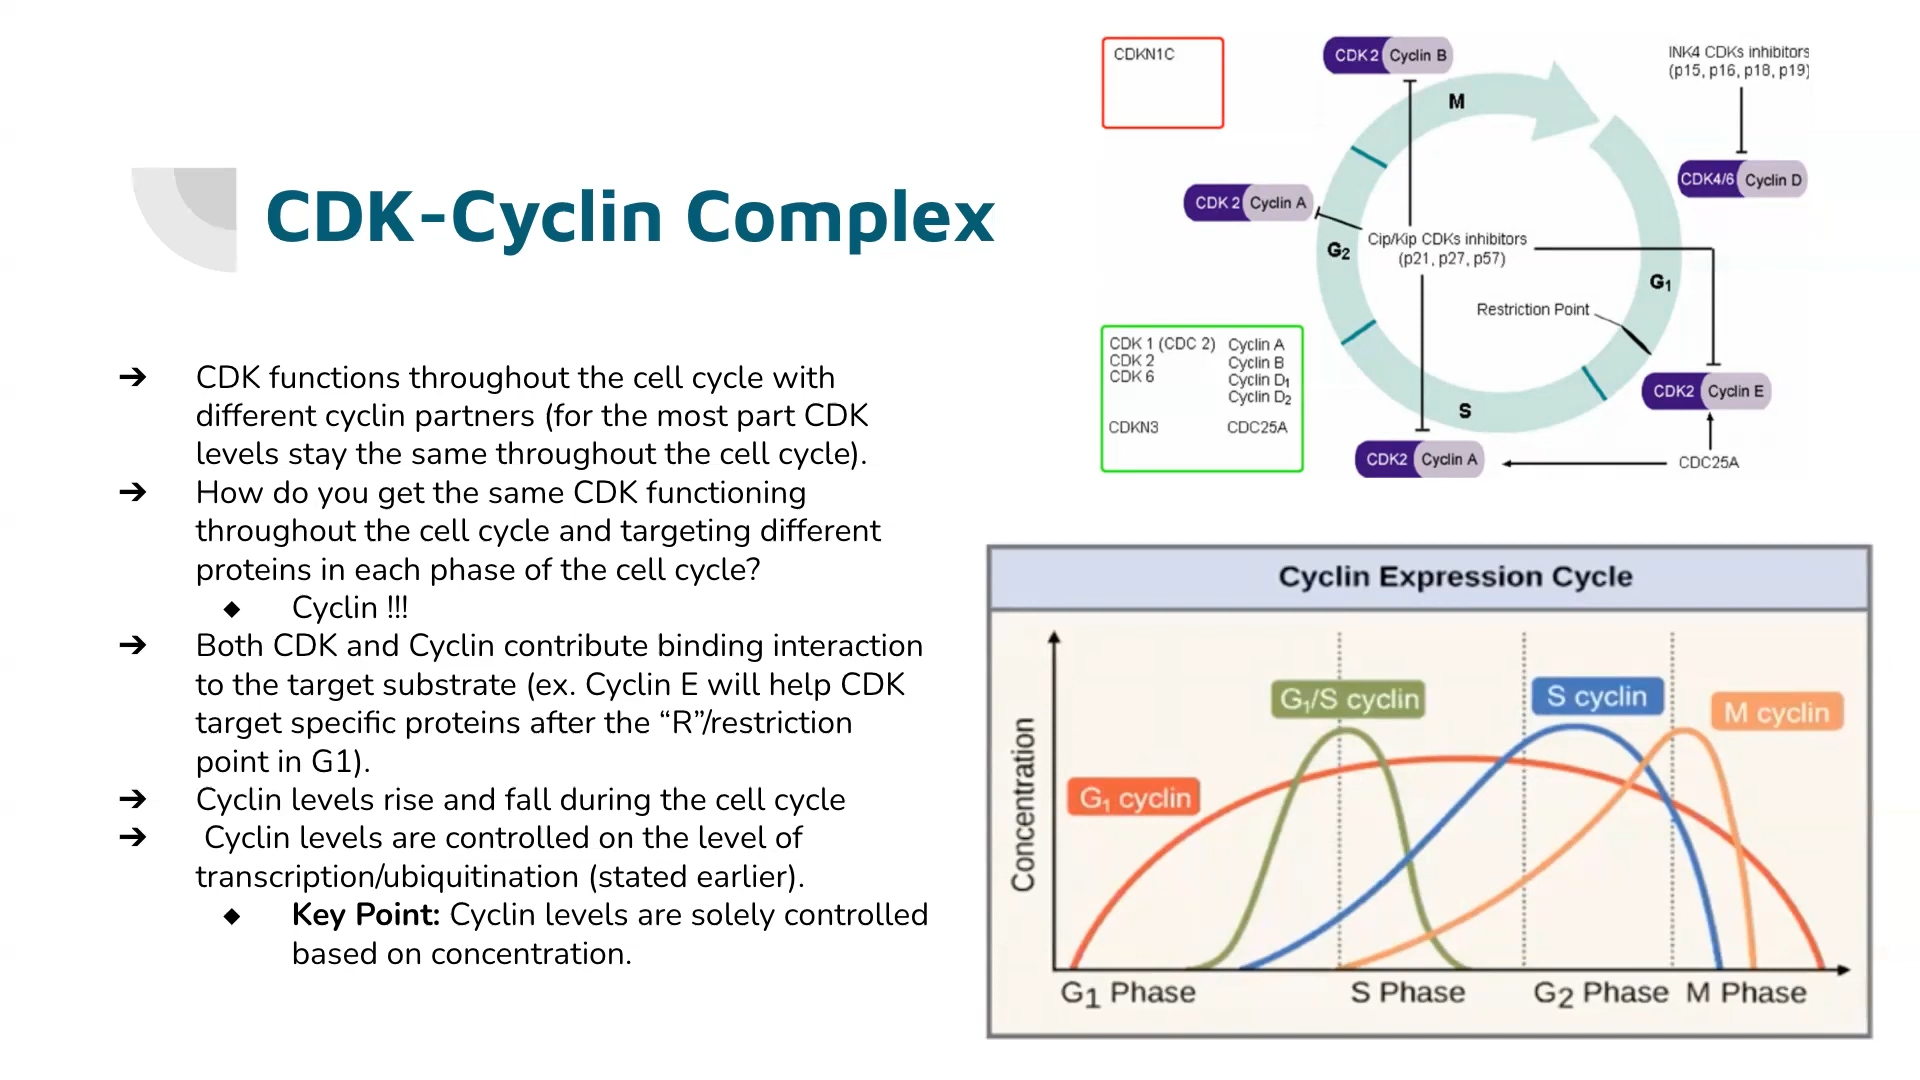 CDK-Cyclin Complex
➔ CDK functions throughout the cell cycle with
different cyclin partners (for the most part CDK
levels stay the same throughout the cell cycle).
➔ How do you get the same CDK functioning
throughout the cell cycle and targeting different
proteins in each phase of the cell cycle?
◆ Cyclin !!!
➔ Both CDK and Cyclin contribute binding interaction
to the target substrate (ex. Cyclin E will help CDK
target specific proteins after the “R”/restriction
point in G1).
➔ Cyclin levels rise and fall during the cell cycle
➔ Cyclin levels are controlled on the level of
transcription/ubiquitination (stated earlier).
◆ Key Point: Cyclin levels are solely controlled
based on concentration.
CDKN1C
CDK 2 Cyclin B
INK4 CDKs inhibitors
(p15, p16, p18, p19)
M
CDK4/6 Cyclin D
CDK 2 Cyclin A
G2
Cip/Kip CDKs inhibitors
(p21, p27, p57)
G1
Restriction Point
CDK 1 (CDC 2) Cyclin A
CDK 2 Cyclin B
CDK 6 Cyclin D1
Cyclin D2
CDKN3 CDC25A
CDK2 Cyclin E
S
CDK2 Cyclin A
CDC25A
Cyclin Expression Cycle
Concentration
G1 cyclin
G1/S cyclin
S cyclin
M cyclin
G1 Phase S Phase G2 Phase M Phase